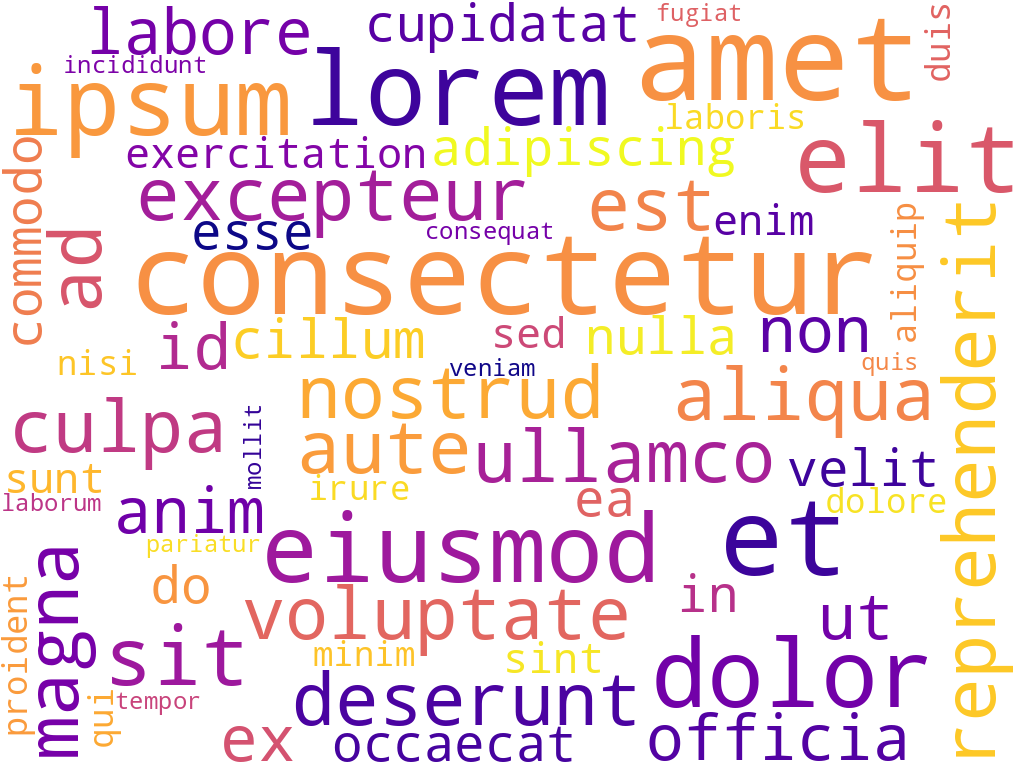 labore
cupidatat
fugiat
amet
duis
incididunt
ipsum
lorem
laboris
elit
commodo
exercitation
adipiscing
excepteur
est
enim
aliquip
reprehenderit
ad
esse
consequat
consectetur
id
cillum
sed
nulla
non
nisi
veniam
quis
nostrud
aliqua
culpa
mollit
aute
ullamco
velit
sunt
irure
ea
dolore
laborum
anim
eiusmod
et
pariatur
magna
do
voluptate
in
ut
proident
sit
minim
sint
dolor
qui
tempor
deserunt
ex
occaecat
officia